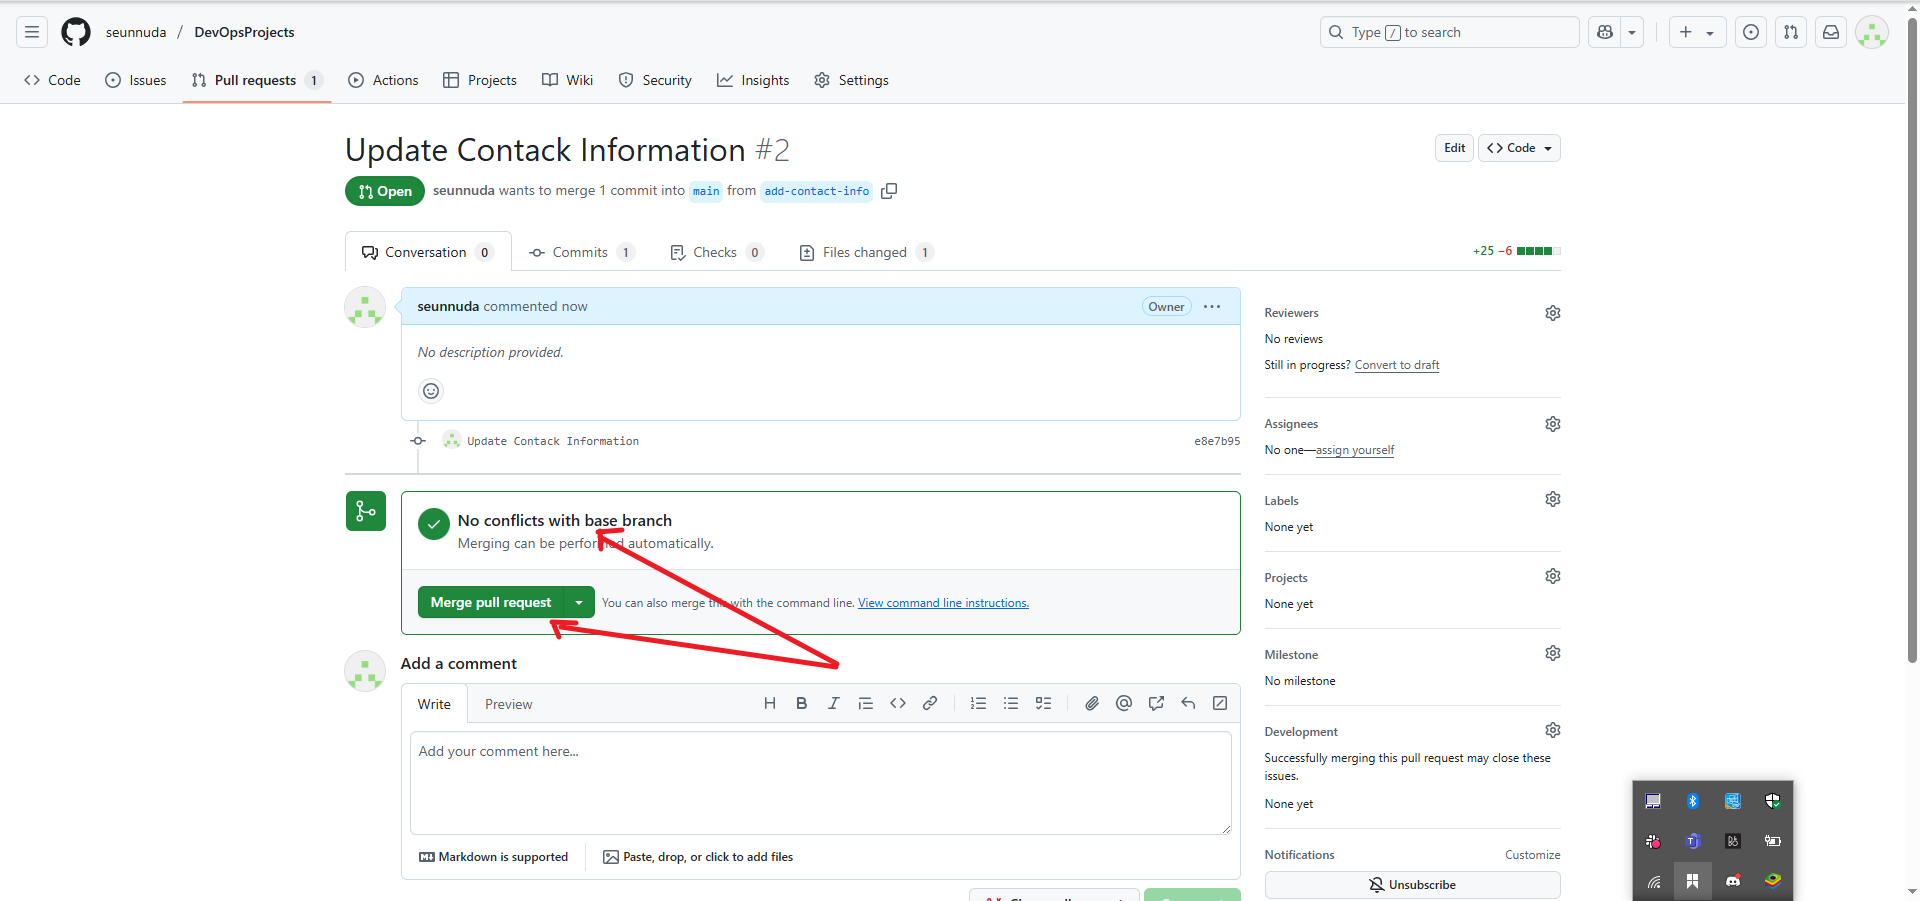 seunnuda / DevOpsProjects
Type / to search
Code
Issues
Pull requests 1
Actions
Projects
Wiki
Security
Insights
Settings
Update Contack Information #2
Edit
Code
Open
seunnuda wants to merge 1 commit into main from add-contact-info
Conversation 0
Commits 1
Checks 0
Files changed 1
+25 −6
seunnuda commented now
Owner
No description provided.
Update Contack Information
e8e7b95
No conflicts with base branch
Merging can be performed automatically.
Merge pull request
You can also merge this with the command line. View command line instructions.
Add a comment
Write
Preview
H B I
Add your comment here...
Markdown is supported
Paste, drop, or click to add files
Reviewers
No reviews
Still in progress? Convert to draft
Assignees
No one—assign yourself
Labels
None yet
Projects
None yet
Milestone
No milestone
Development
Successfully merging this pull request may close these
issues.
None yet
Notifications
Customize
Unsubscribe